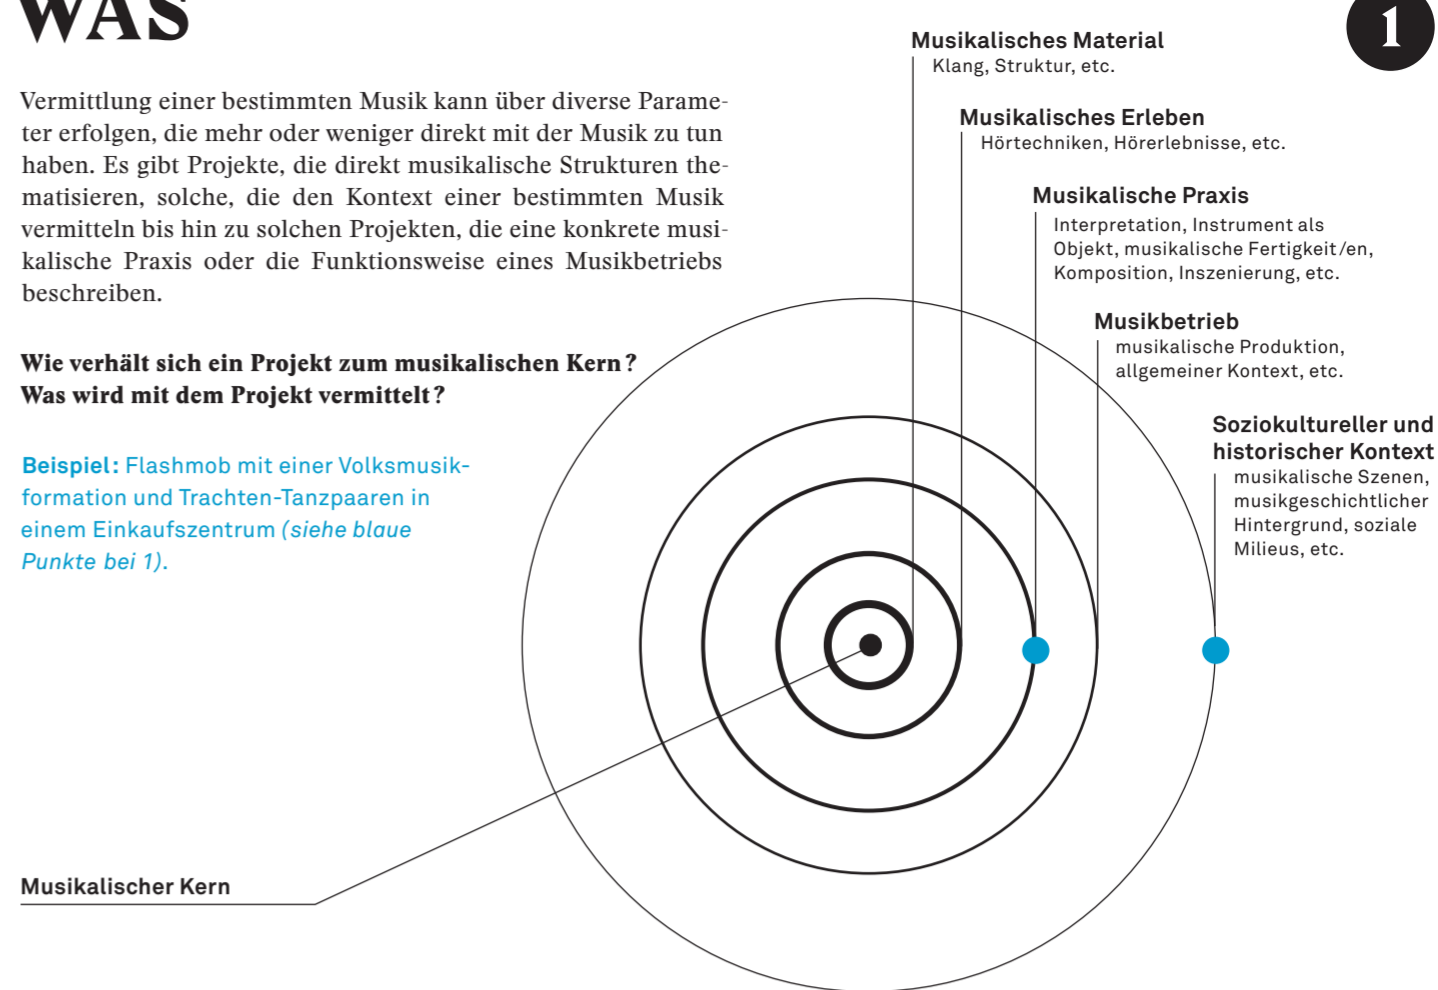 WAS
1
Vermittlung einer bestimmten Musik kann über diverse Parame-
ter erfolgen, die mehr oder weniger direkt mit der Musik zu tun
haben. Es gibt Projekte, die direkt musikalische Strukturen the-
matisieren, solche, die den Kontext einer bestimmten Musik
vermitteln bis hin zu solchen Projekten, die eine konkrete musi-
kalische Praxis oder die Funktionsweise eines Musikbetriebs
beschreiben.
Wie verhält sich ein Projekt zum musikalischen Kern?
Was wird mit dem Projekt vermittelt?
Beispiel: Flashmob mit einer Volksmusik-
formation und Trachten-Tanzpaaren in
einem Einkaufszentrum (siehe blaue
Punkte bei 1).
Musikalisches Material
Klang, Struktur, etc.
Musikalisches Erleben
Hörtechniken, Hörerlebnisse, etc.
Musikalische Praxis
Interpretation, Instrument als
Objekt, musikalische Fertigkeit/en,
Komposition, Inszenierung, etc.
Musikbetrieb
musikalische Produktion,
allgemeiner Kontext, etc.
Soziokultureller und
historischer Kontext
musikalische Szenen,
musikgeschichtlicher
Hintergrund, soziale
Milieus, etc.
Musikalischer Kern